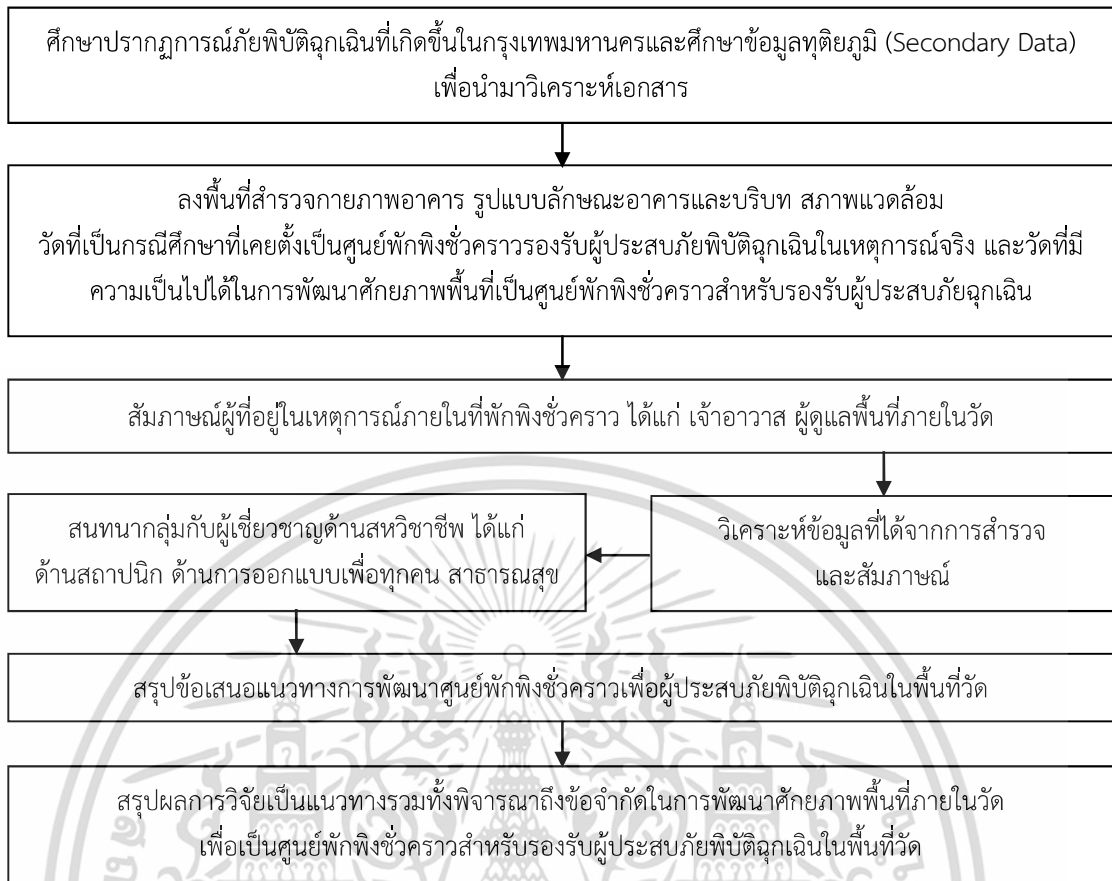 ศึกษาปรากฏการณ์ภัยพิบัติฉุกเฉินที่เกิดขึ้นในกรุงเทพมหานครและศึกษาข้อมูลทุติยภูมิ (Secondary Data)
เพื่อนำมาวิเคราะห์เอกสาร
ลงพื้นที่สำรวจกายภาพอาคาร รูปแบบลักษณะอาคารและบริบท สภาพแวดล้อม
วัดที่เป็นกรณีศึกษาที่เคยตั้งเป็นศูนย์พักพิงชั่วคราวรองรับผู้ประสบภัยพิบัติฉุกเฉินในเหตุการณ์จริง และวัดที่มี
ความเป็นไปได้ในการพัฒนาศักยภาพพื้นที่เป็นศูนย์พักพิงชั่วคราวสำหรับรองรับผู้ประสบภัยฉุกเฉิน
สัมภาษณ์ผู้ที่อยู่ในเหตุการณ์ภายในที่พักพิงชั่วคราว ได้แก่ เจ้าอาวาส ผู้ดูแลพื้นที่ภายในวัด
วิเคราะห์ข้อมูลที่ได้จากการสำรวจ
และสัมภาษณ์
สนทนากลุ่มกับผู้เชี่ยวชาญด้านสหวิชาชีพ ได้แก่
ด้านสถาปนิก ด้านการออกแบบเพื่อทุกคน สาธารณสุข
สรุปข้อเสนอแนวทางการพัฒนาศูนย์พักพิงชั่วคราวเพื่อผู้ประสบภัยพิบัติฉุกเฉินในพื้นที่วัด
สรุปผลการวิจัยเป็นแนวทางรวมทั้งพิจารณาถึงข้อจำกัดในการพัฒนาศักยภาพพื้นที่ภายในวัด
เพื่อเป็นศูนย์พักพิงชั่วคราวสำหรับรองรับผู้ประสบภัยพิบัติฉุกเฉินในพื้นที่วัด